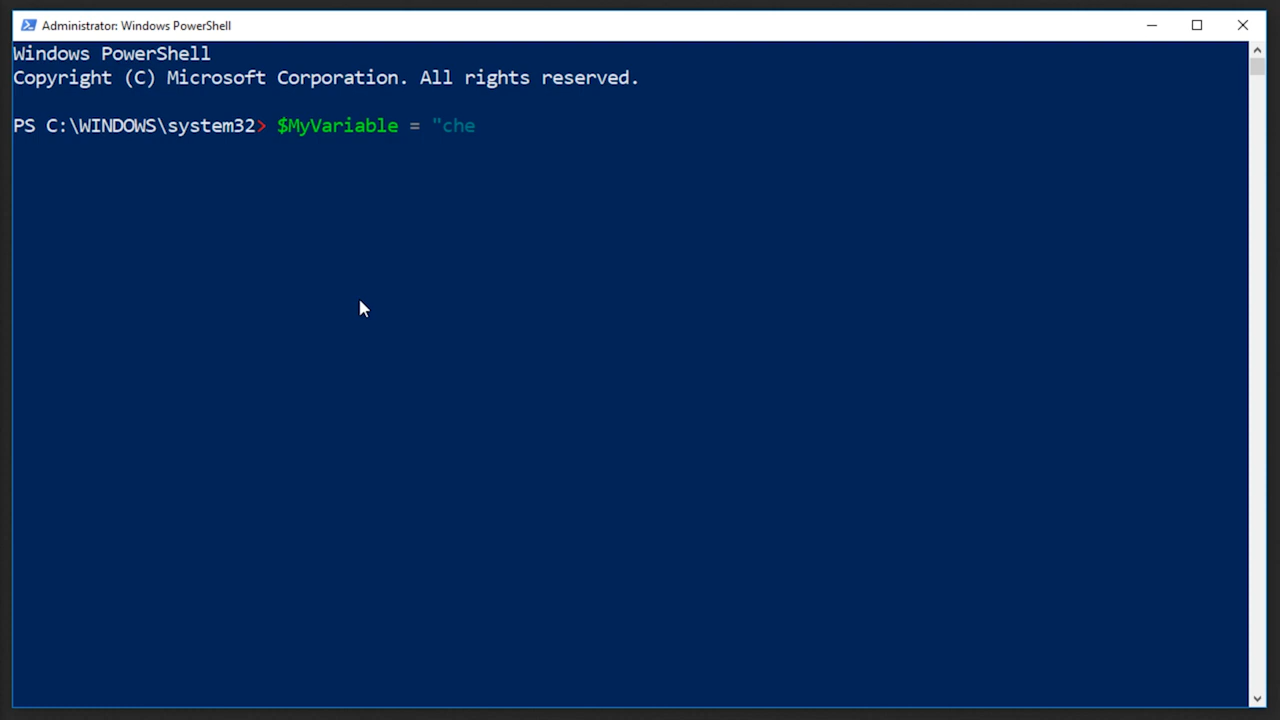 Administrator: Windows PowerShell
Windows PowerShell
Copyright (C) Microsoft Corporation. All rights reserved.
PS C:\WINDOWS\system32> $MyVariable = "che